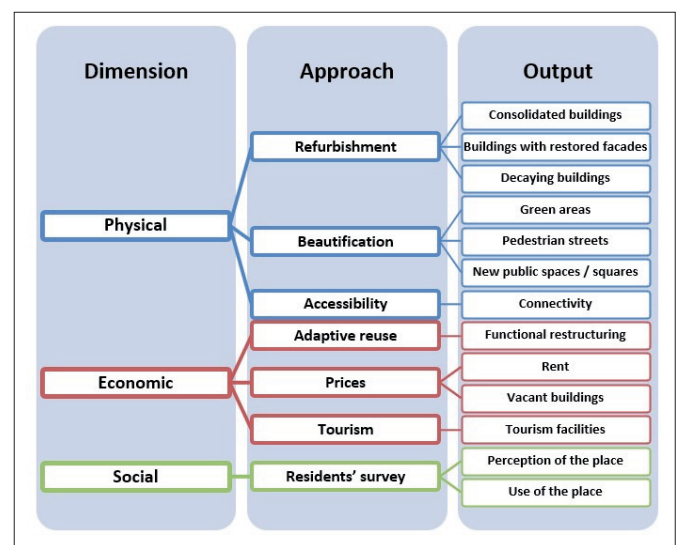 Dimension
Approach
Output
Physical
Refurbishment
Consolidated buildings
Buildings with restored facades
Decaying buildings
Beautification
Green areas
Pedestrian streets
New public spaces / squares
Accessibility
Connectivity
Economic
Adaptive reuse
Functional restructuring
Prices
Rent
Vacant buildings
Tourism
Tourism facilities
Social
Residents’ survey
Perception of the place
Use of the place